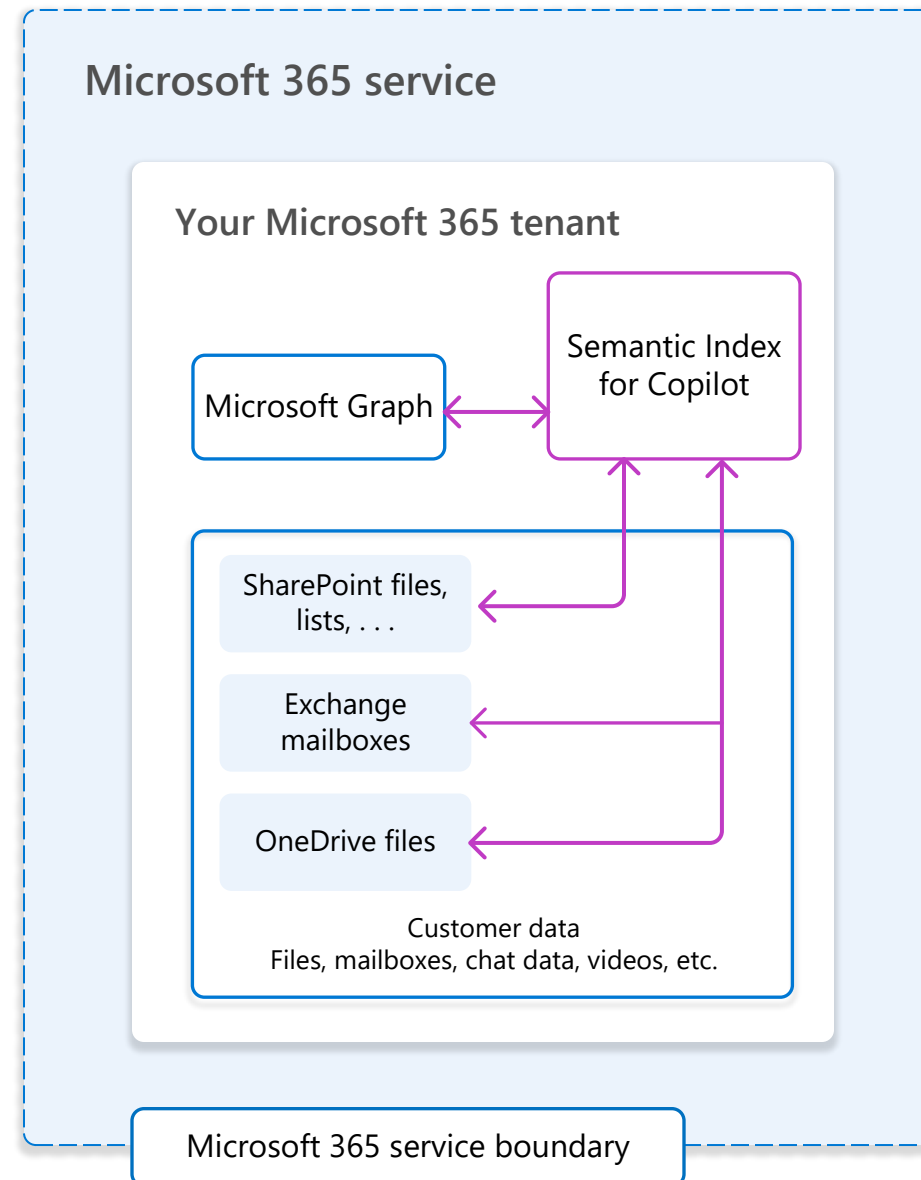 Microsoft 365 service
Your Microsoft 365 tenant
Semantic Index
for Copilot
Microsoft Graph
SharePoint files,
lists, . . .
Exchange
mailboxes
OneDrive files
Customer data
Files, mailboxes, chat data, videos, etc.
Microsoft 365 service boundary